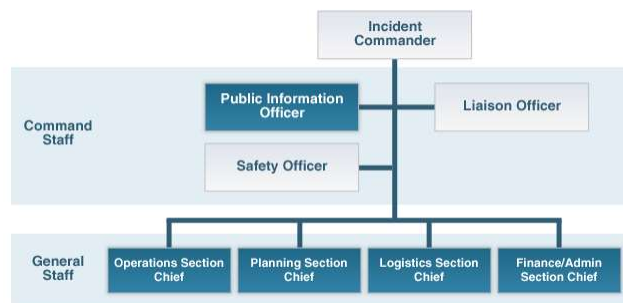 Incident
Commander
Public Information
Officer
Liaison Officer
Command
Staff
Safety Officer
General
Staff
Operations Section
Chief
Planning Section
Chief
Logistics Section
Chief
Finance/Admin
Section Chief